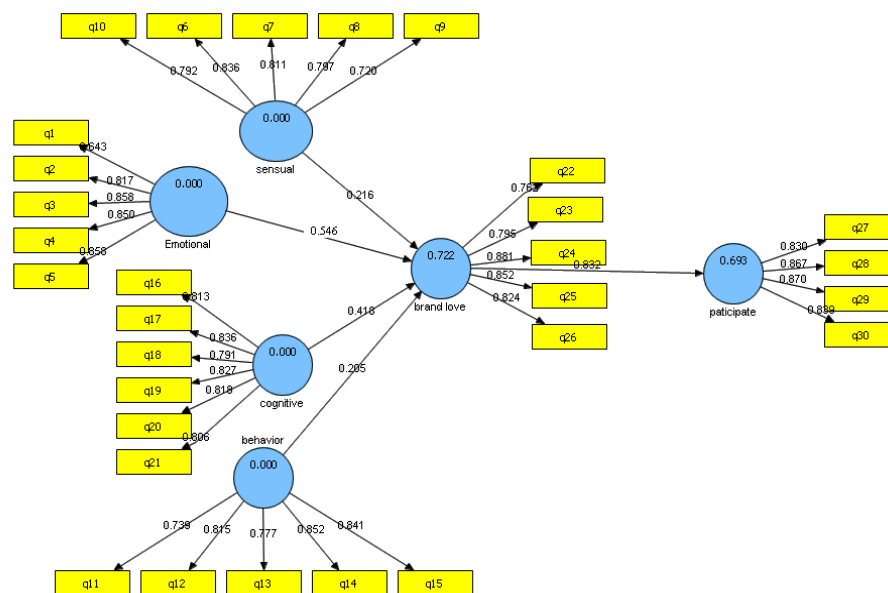 q10 q6 q7 q8 q9
0.792 0.836 0.811 0.797 0.720
0.000
sensual
q1 0.643
q2 0.817
q3 0.858
q4 0.850
q5 0.858
0.000
Emotional
0.216
0.546
q16 0.813
q17 0.836
q18 0.791
q19 0.827
q20 0.818
q21 0.806
0.000
cognitive
0.418
behavior
0.000
0.205
0.739 0.815 0.777 0.852 0.841
q11 q12 q13 q14 q15
0.722
brand love
q22
0.795 q23
0.881 q24
0.852 q25
0.824 q26
0.832
0.693
paticipate
0.830 q27
0.867 q28
0.870 q29
q30